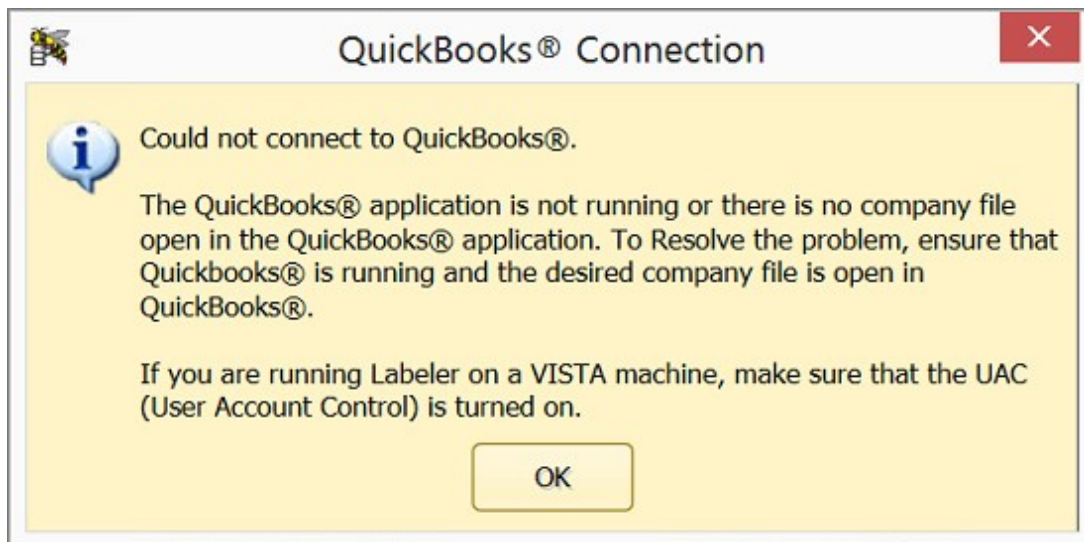 QuickBooks® Connection
Could not connect to QuickBooks®.
The QuickBooks® application is not running or there is no company file
open in the QuickBooks® application. To Resolve the problem, ensure that
Quickbooks® is running and the desired company file is open in
QuickBooks®.
If you are running Labeler on a VISTA machine, make sure that the UAC
(User Account Control) is turned on.
OK